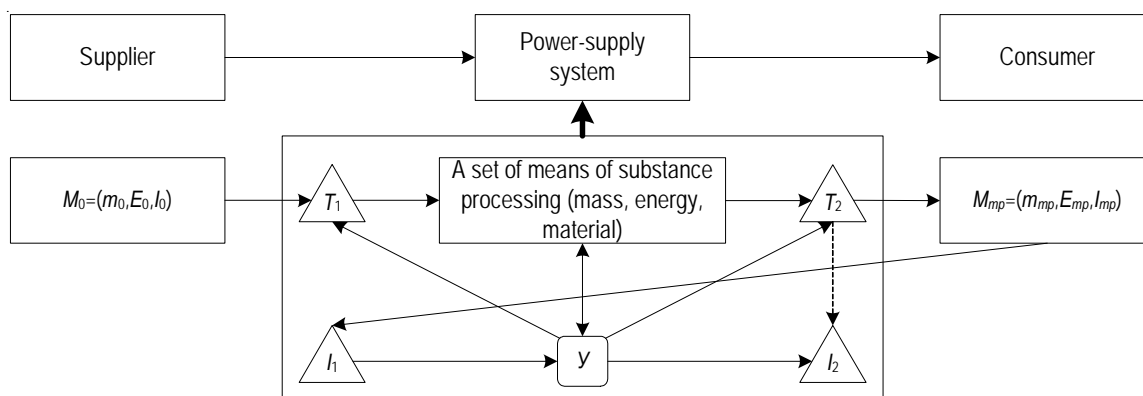 Supplier
Power-supply
system
Consumer
M₀=(m₀,E₀,I₀)
T₁
A set of means of substance
processing (mass, energy,
material)
T₂
Mₘₚ=(mₘₚ,Eₘₚ,Iₘₚ)
I₁
y
I₂